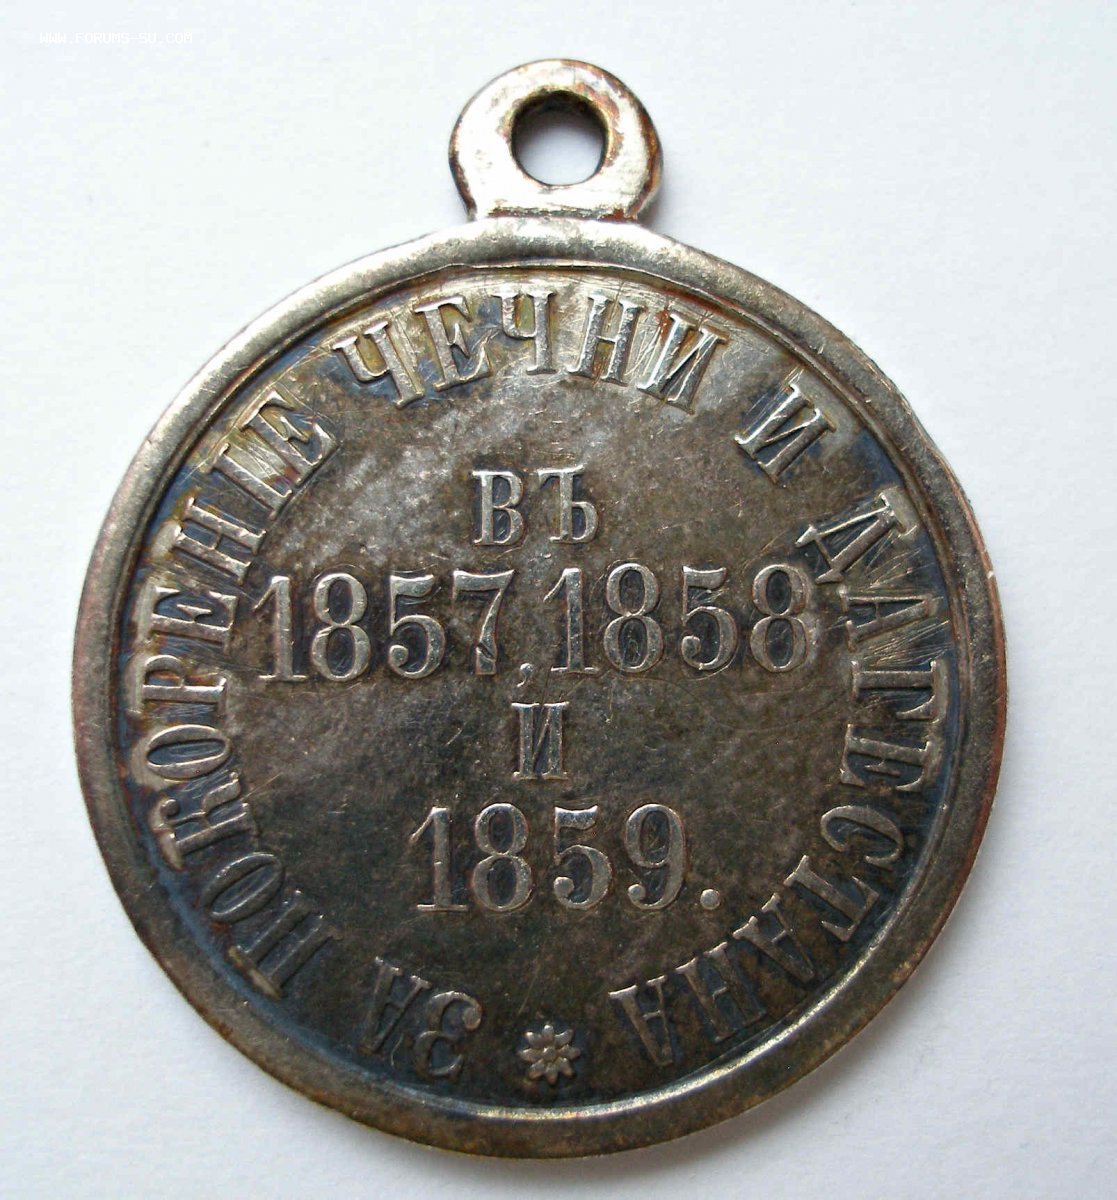 WWW.FORUMS-SU.COM
ЗА ПОКОРЕНІЕ ЧЕЧНИ И ДАГЕСТАНА
ВЪ
1857, 1858
И
1859.